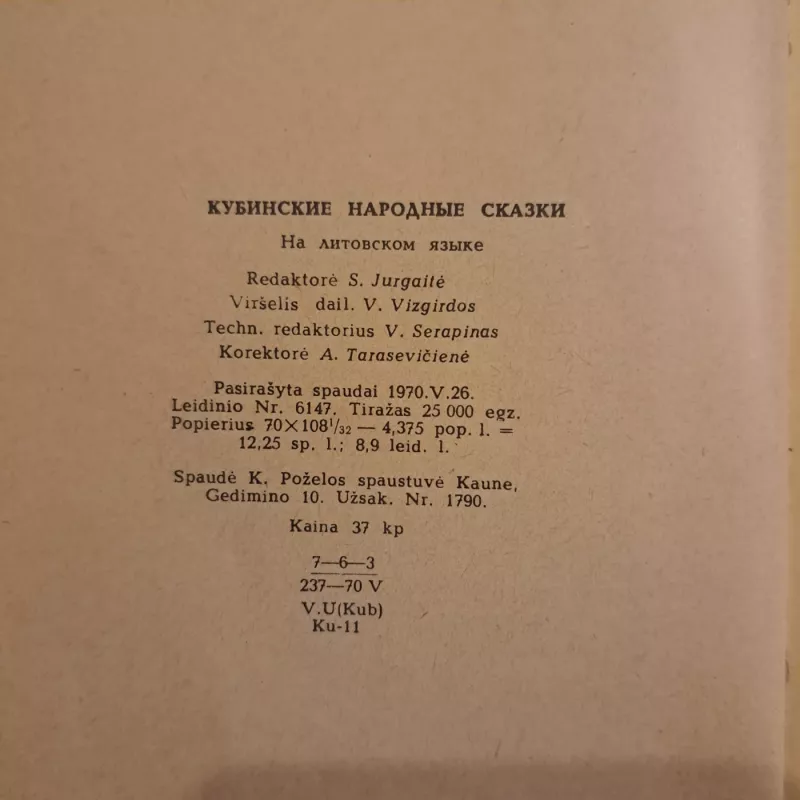 КУБИНСКИЕ НАРОДНЫЕ СКАЗКИ
На литовском языке
Redaktorė S. Jurgaitė
Viršelis dail. V. Vizgirdos
Techn. redaktorius V. Serapinas
Korektorė A. Tarasevičienė
Pasirašyta spaudai 1970.V.26.
Leidinio Nr. 6147. Tiražas 25 000 egz.
Popierius 70×108¹/₃₂ — 4,375 pop. l. =
12,25 sp. l.; 8,9 leid. l.
Spaudė K. Poželos spaustuvė Kaune,
Gedimino 10. Užsak. Nr. 1790.
Kaina 37 kp
7—6—3
237—70 V
V.U(Kub)
Ku-11